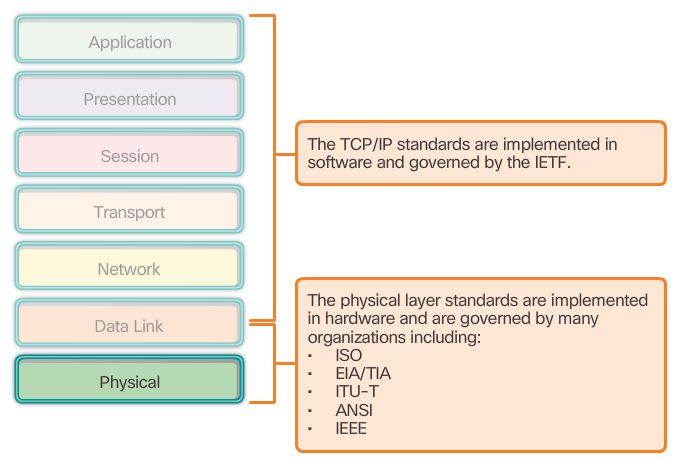 Application
Presentation
Session
Transport
Network
Data Link
Physical
The TCP/IP standards are implemented in
software and governed by the IETF.
The physical layer standards are implemented
in hardware and are governed by many
organizations including:
▪ ISO
▪ EIA/TIA
▪ ITU-T
▪ ANSI
▪ IEEE